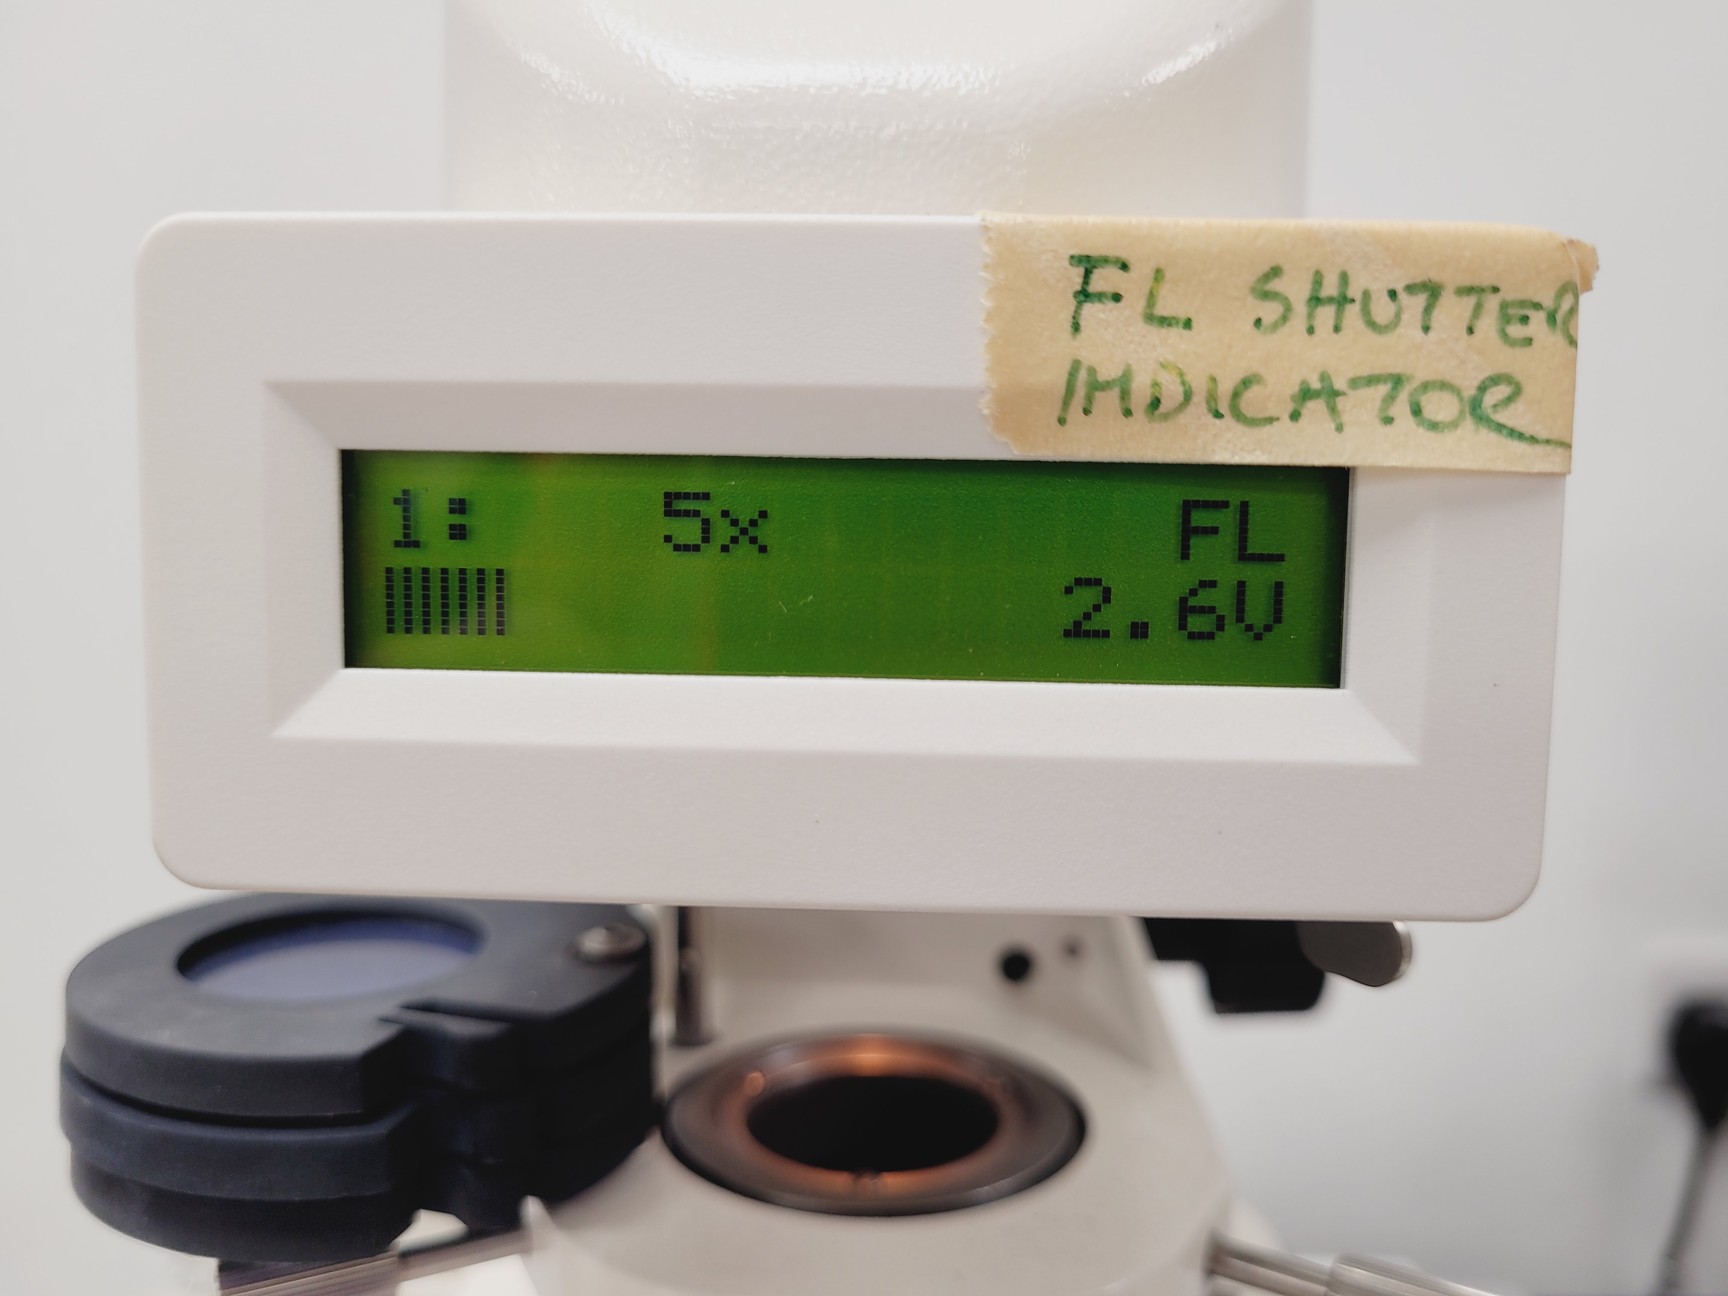 FL SHUTTER
INDICATOR
1: 5x FL
2.6V